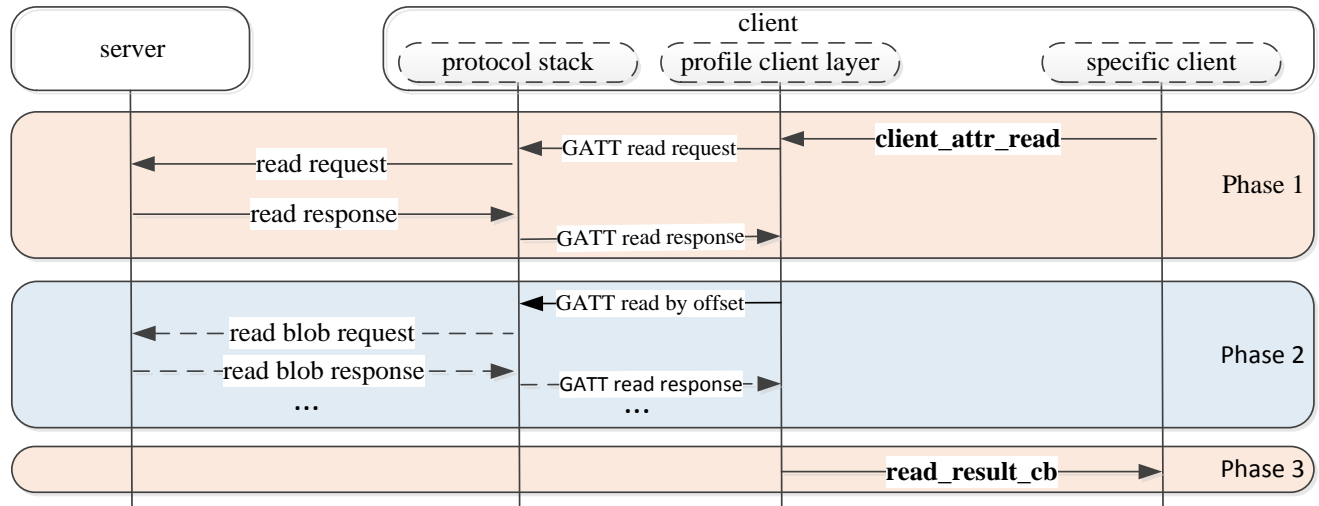 client
server
protocol stack
profile client layer
specific client
client_attr_read
GATT read request
read request
Phase 1
read response
GATT read response
GATT read by offset
read blob request
Phase 2
read blob response
GATT read response
...
...
Phase 3
read_result_cb